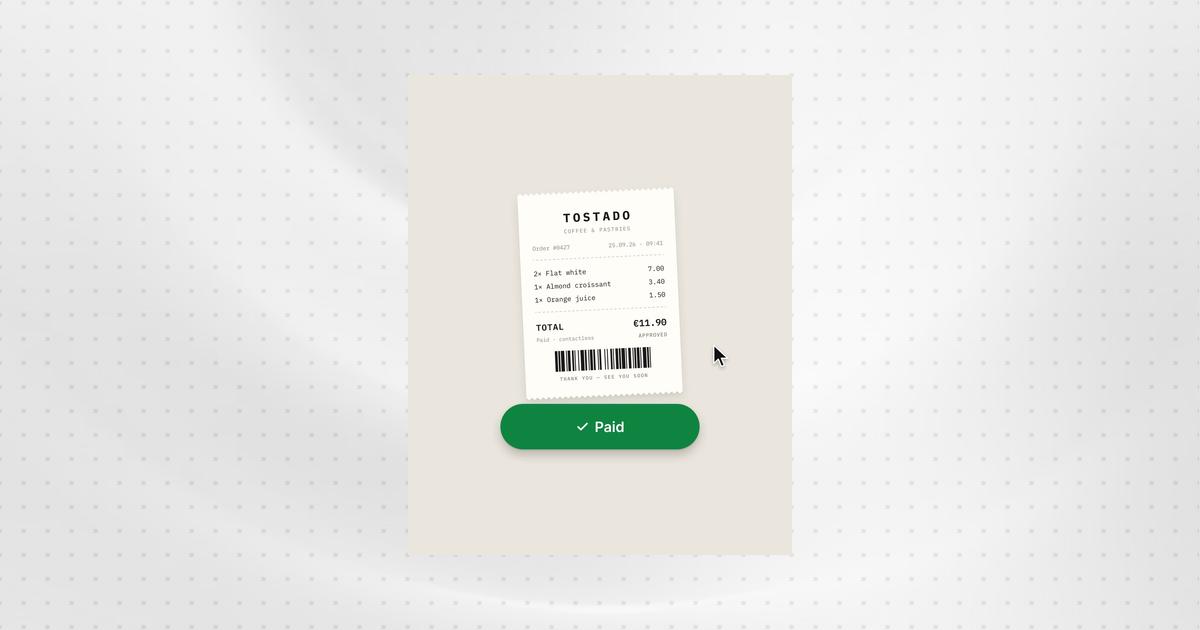 TOSTADO
COFFEE & PASTRIES
Order #0427 25.09.26 · 09:41
2× Flat white 7.00
1× Almond croissant 3.40
1× Orange juice 1.50
TOTAL €11.90
Paid · contactless APPROVED
THANK YOU — SEE YOU SOON
Paid